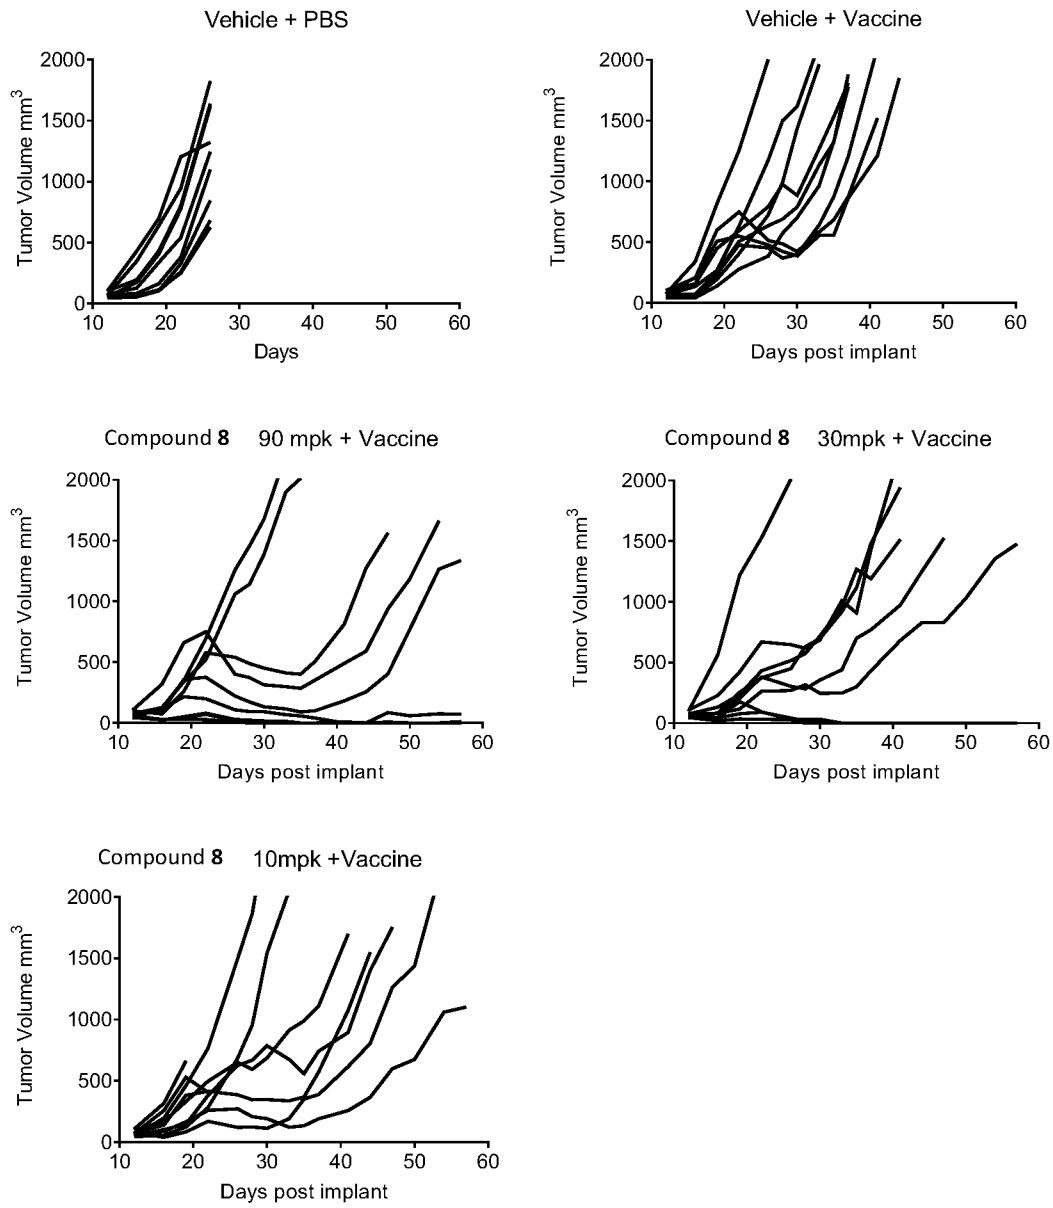 Vehicle + PBS
2000
1500
1000
500
0
Tumor Volume mm³
10 20 30 40 50 60
Days
Vehicle + Vaccine
2000
1500
1000
500
0
Tumor Volume mm³
10 20 30 40 50 60
Days post implant
Compound 8 90 mpk + Vaccine
2000
1500
1000
500
0
Tumor Volume mm³
10 20 30 40 50 60
Days post implant
Compound 8 30mpk + Vaccine
2000
1500
1000
500
0
Tumor Volume mm³
10 20 30 40 50 60
Days post implant
Compound 8 10mpk +Vaccine
2000
1500
1000
500
0
Tumor Volume mm³
10 20 30 40 50 60
Days post implant